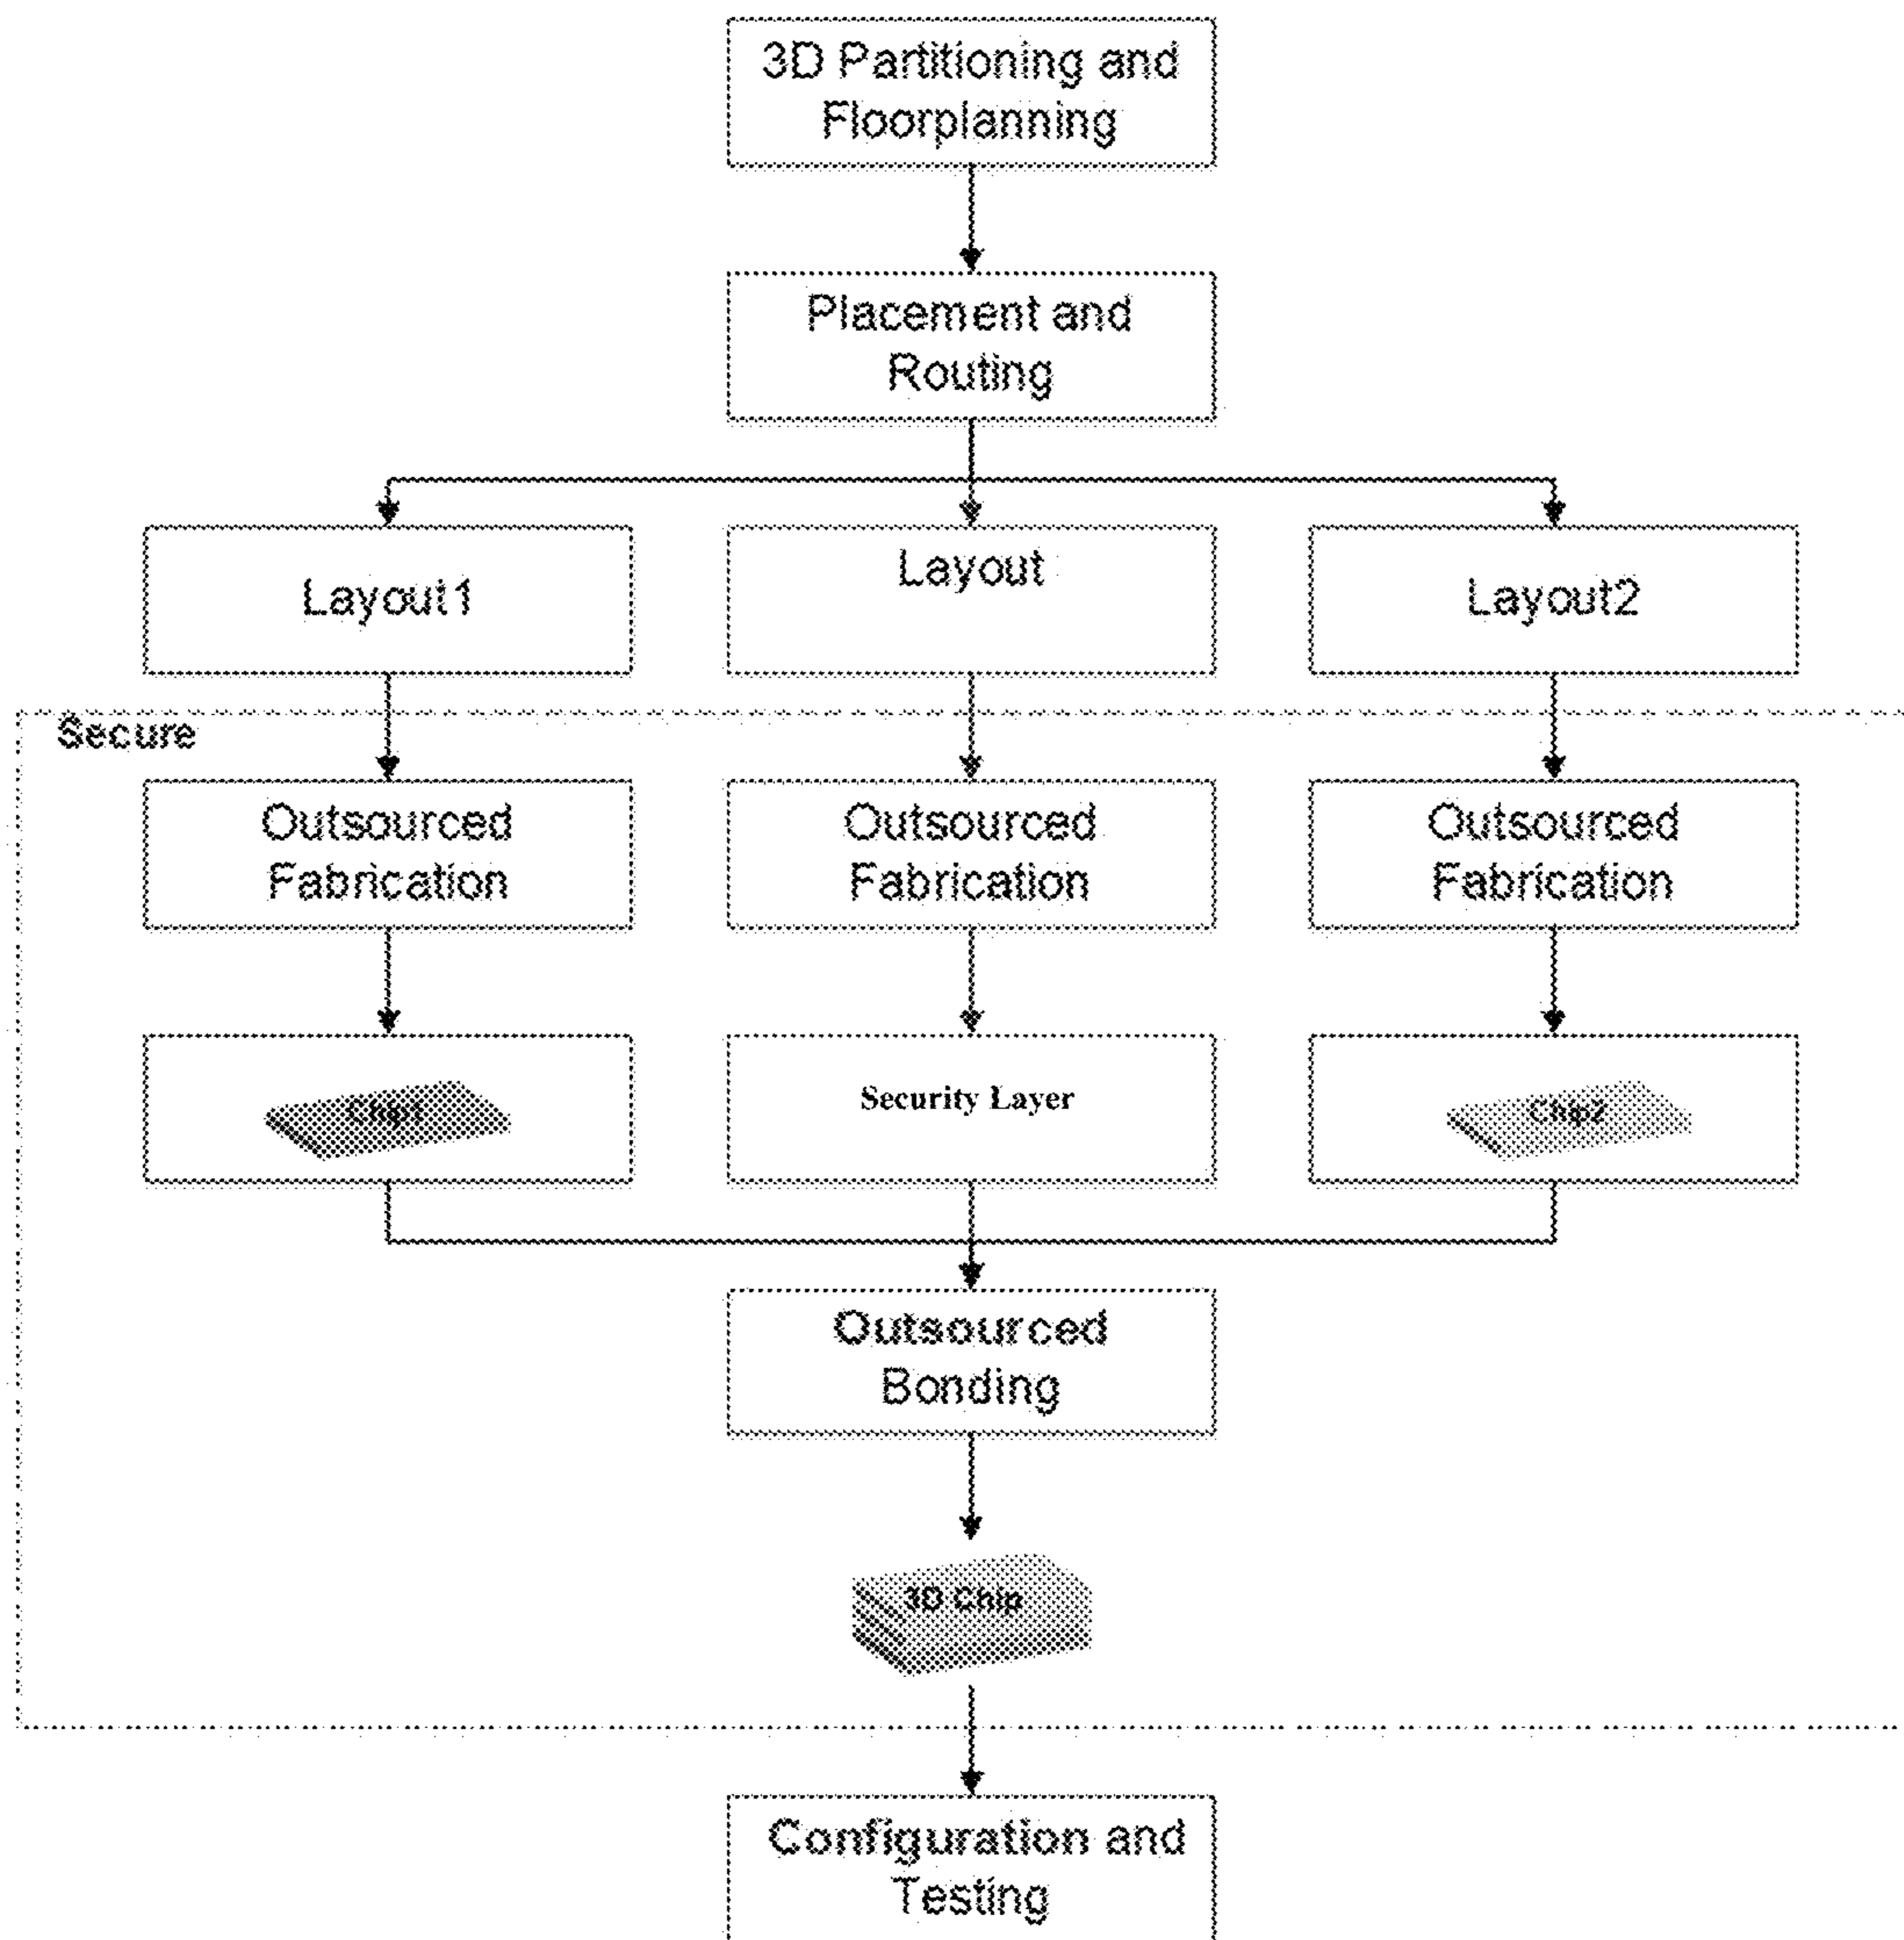 3D Partitioning and
Floorplanning
Placement and
Routing
Layout1
Layout
Layout2
Secure
Outsourced
Fabrication
Outsourced
Fabrication
Outsourced
Fabrication
Chip1
Security Layer
Chip2
Outsourced
Bonding
3D Chip
Configuration and
Testing